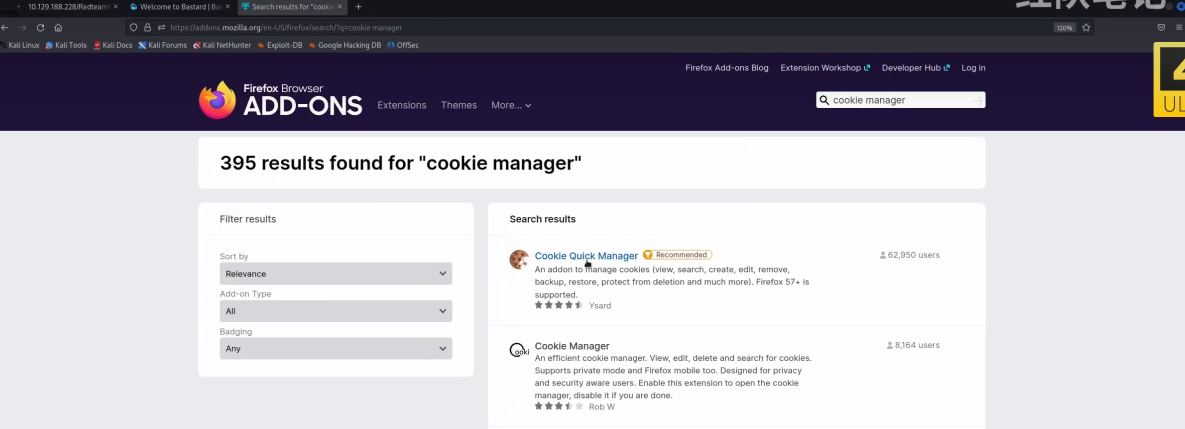 10.129.188.228/Redteam
Welcome to Bastard | Ba
Search results for "cookie
红队笔记
https://addons.mozilla.org/en-US/firefox/search/?q=cookie manager
120%
Kali Linux Kali Tools Kali Docs Kali Forums Kali NetHunter Exploit-DB Google Hacking DB OffSec
Firefox Add-ons Blog Extension Workshop Developer Hub Log in
Firefox Browser
ADD-ONS
Extensions Themes More...
cookie manager
4
UL
395 results found for "cookie manager"
Filter results
Sort by
Relevance
Add-on Type
All
Badging
Any
Search results
Cookie Quick Manager Recommended
62,950 users
An addon to manage cookies (view, search, create, edit, remove,
backup, restore, protect from deletion and much more). Firefox 57+ is
supported.
Ysard
Cookie Manager
8,164 users
An efficient cookie manager. View, edit, delete and search for cookies.
Supports private mode and Firefox mobile too. Designed for privacy
and security aware users. Enable this extension to open the cookie
manager, disable it if you are done.
Rob W